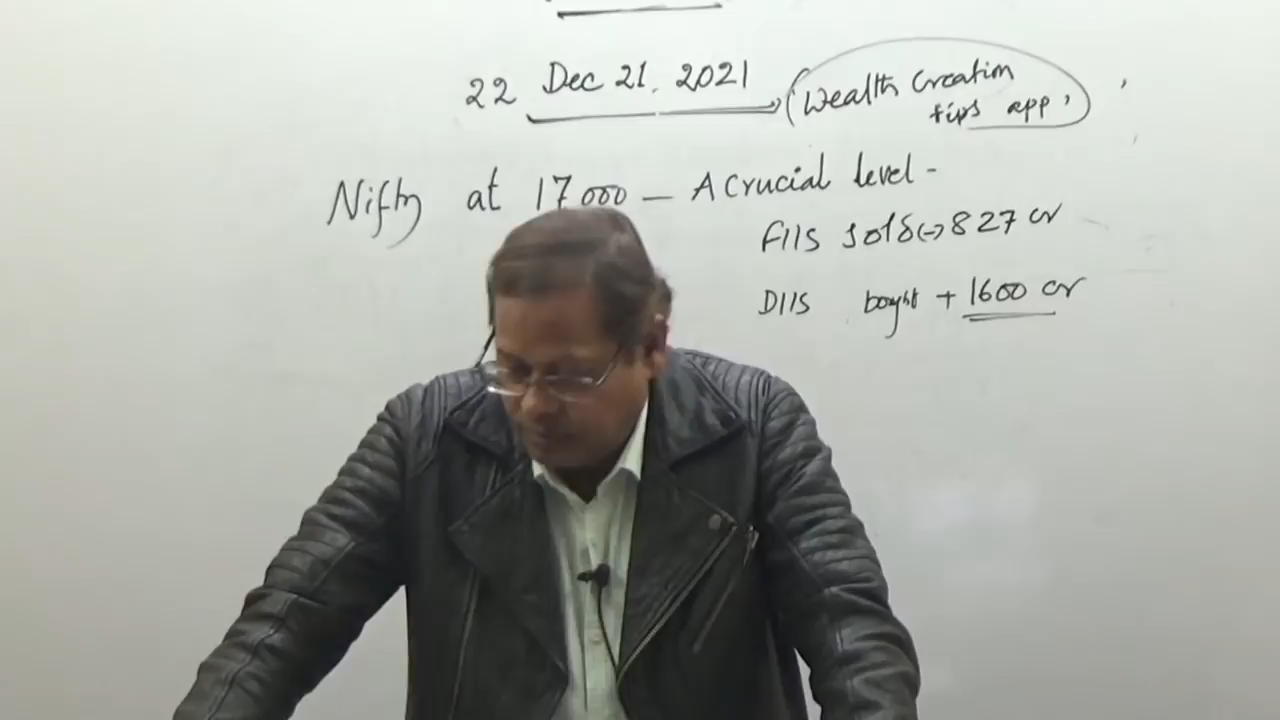 22 Dec 21, 2021 (Wealth Creation
tips app,
Nifty at 17000 — A Crucial level -
FIIS sold (-) 827 cr
DIIS bought + 1600 cr